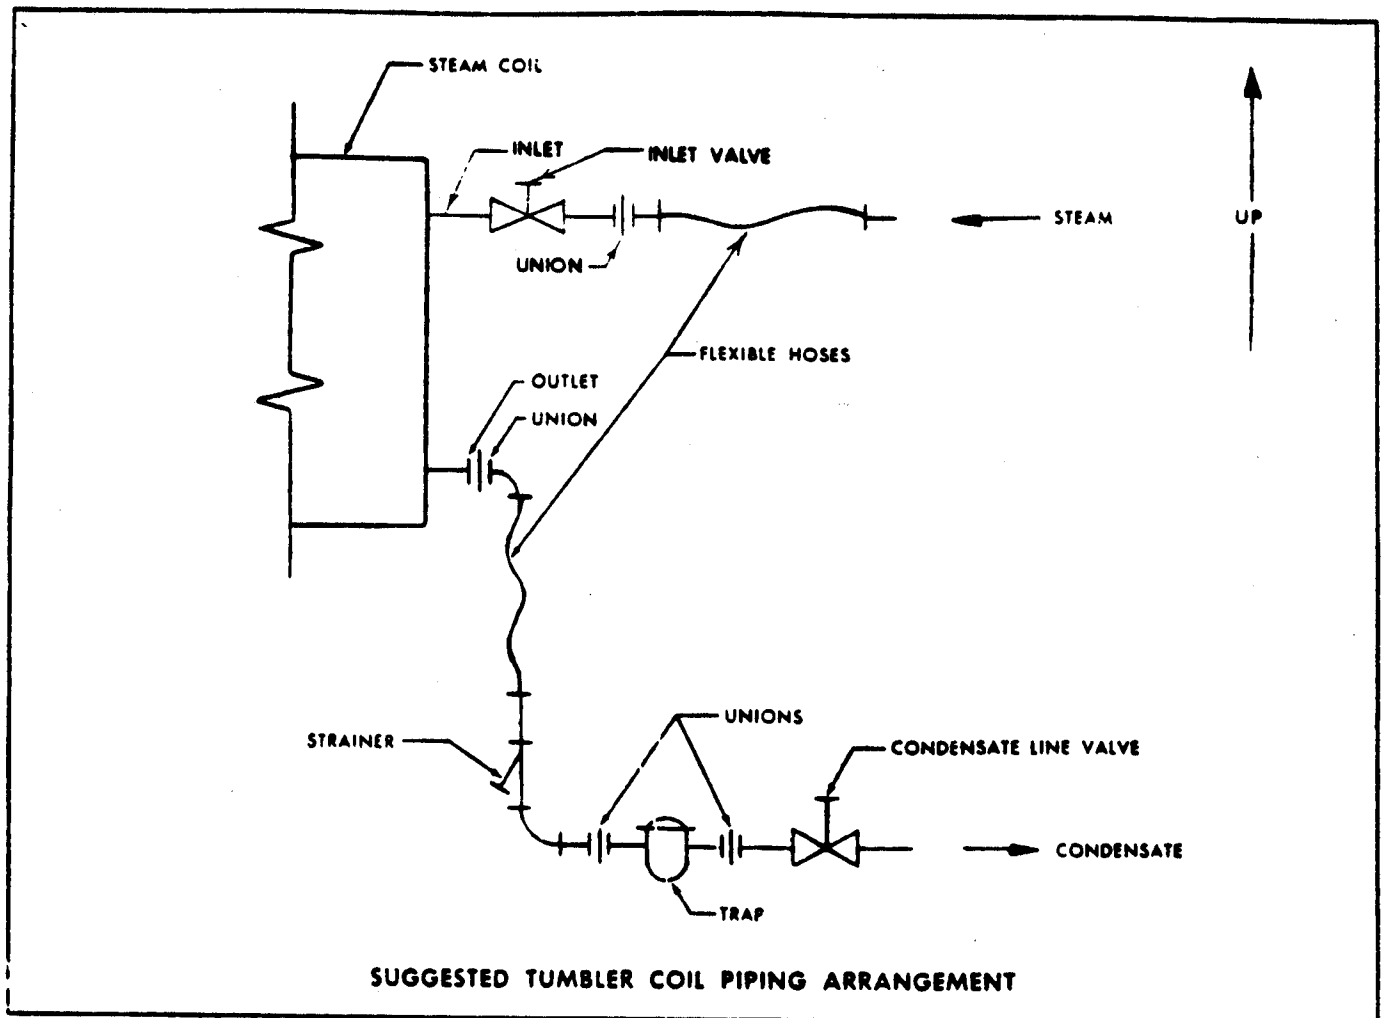 STEAM COIL
INLET
INLET VALVE
STEAM
UP
UNION
FLEXIBLE HOSES
OUTLET
UNION
UNIONS
STRAINER
CONDENSATE LINE VALVE
CONDENSATE
TRAP
SUGGESTED TUMBLER COIL PIPING ARRANGEMENT